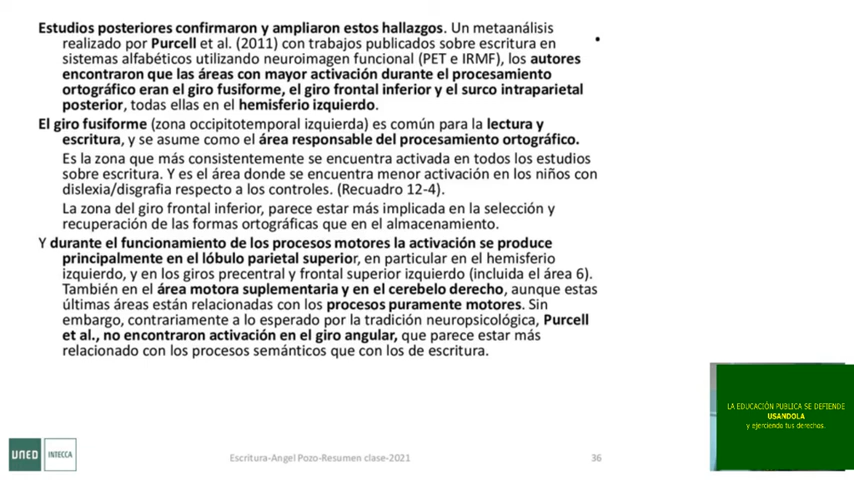 Estudios posteriores confirmaron y ampliaron estos hallazgos. Un metaanálisis
realizado por Purcell et al. (2011) con trabajos publicados sobre escritura en
sistemas alfabéticos utilizando neuroimagen funcional (PET e IRMF), los autores
encontraron que las áreas con mayor activación durante el procesamiento
ortográfico eran el giro fusiforme, el giro frontal inferior y el surco intraparietal
posterior, todas ellas en el hemisferio izquierdo.
El giro fusiforme (zona occipitotemporal izquierda) es común para la lectura y
escritura, y se asume como el área responsable del procesamiento ortográfico.
Es la zona que más consistentemente se encuentra activada en todos los estudios
sobre escritura. Y es el área donde se encuentra menor activación en los niños con
dislexia/disgrafia respecto a los controles. (Recuadro 12-4).
La zona del giro frontal inferior, parece estar más implicada en la selección y
recuperación de las formas ortográficas que en el almacenamiento.
Y durante el funcionamiento de los procesos motores la activación se produce
principalmente en el lóbulo parietal superior, en particular en el hemisferio
izquierdo, y en los giros precentral y frontal superior izquierdo (incluida el área 6).
También en el área motora suplementaria y en el cerebelo derecho, aunque estas
últimas áreas están relacionadas con los procesos puramente motores. Sin
embargo, contrariamente a lo esperado por la tradición neuropsicológica, Purcell
et al., no encontraron activación en el giro angular, que parece estar más
relacionado con los procesos semánticos que con los de escritura.
LA EDUCACIÓN PUBLICA SE DEFIENDE
USANDOLA
y ejerciendo tus derechos.
UNED INTECCA
Escritura-Angel Pozo-Resumen clase-2021
36